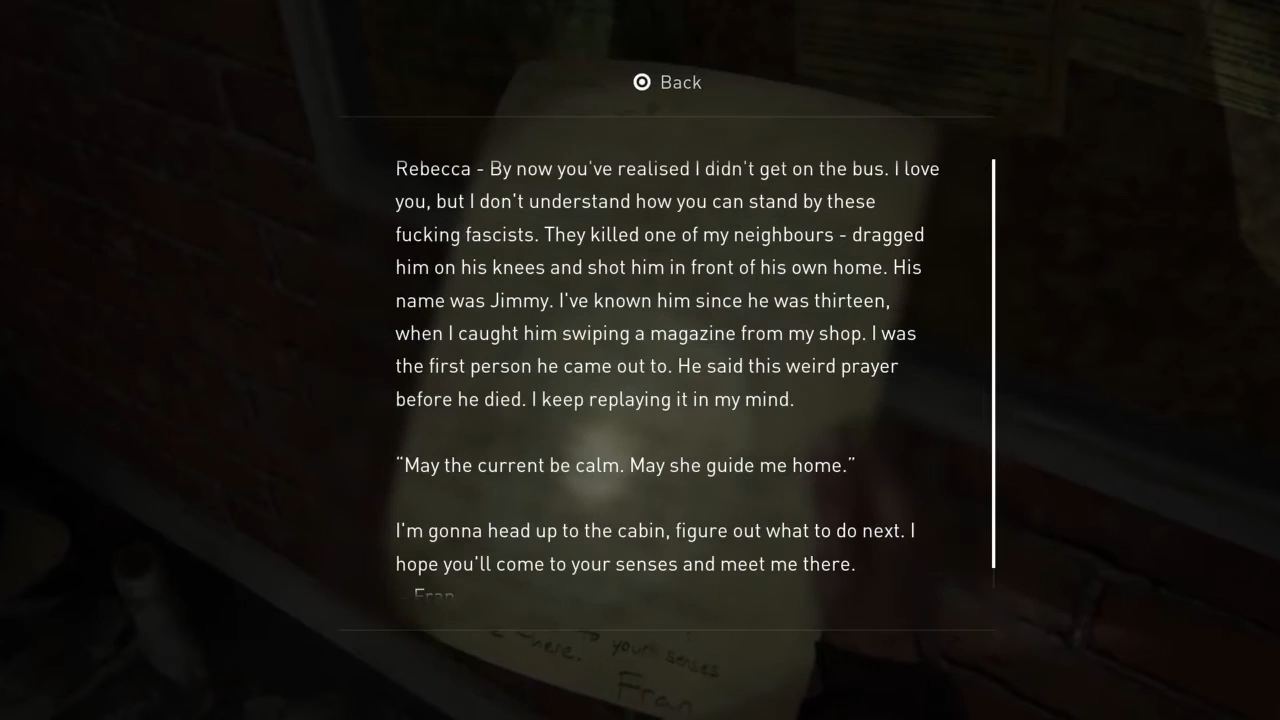 Back
Rebecca - By now you've realised I didn't get on the bus. I love
you, but I don't understand how you can stand by these
fucking fascists. They killed one of my neighbours - dragged
him on his knees and shot him in front of his own home. His
name was Jimmy. I've known him since he was thirteen,
when I caught him swiping a magazine from my shop. I was
the first person he came out to. He said this weird prayer
before he died. I keep replaying it in my mind.
“May the current be calm. May she guide me home.”
I'm gonna head up to the cabin, figure out what to do next. I
hope you'll come to your senses and meet me there.
- Fran
to your senses
there.
Fran